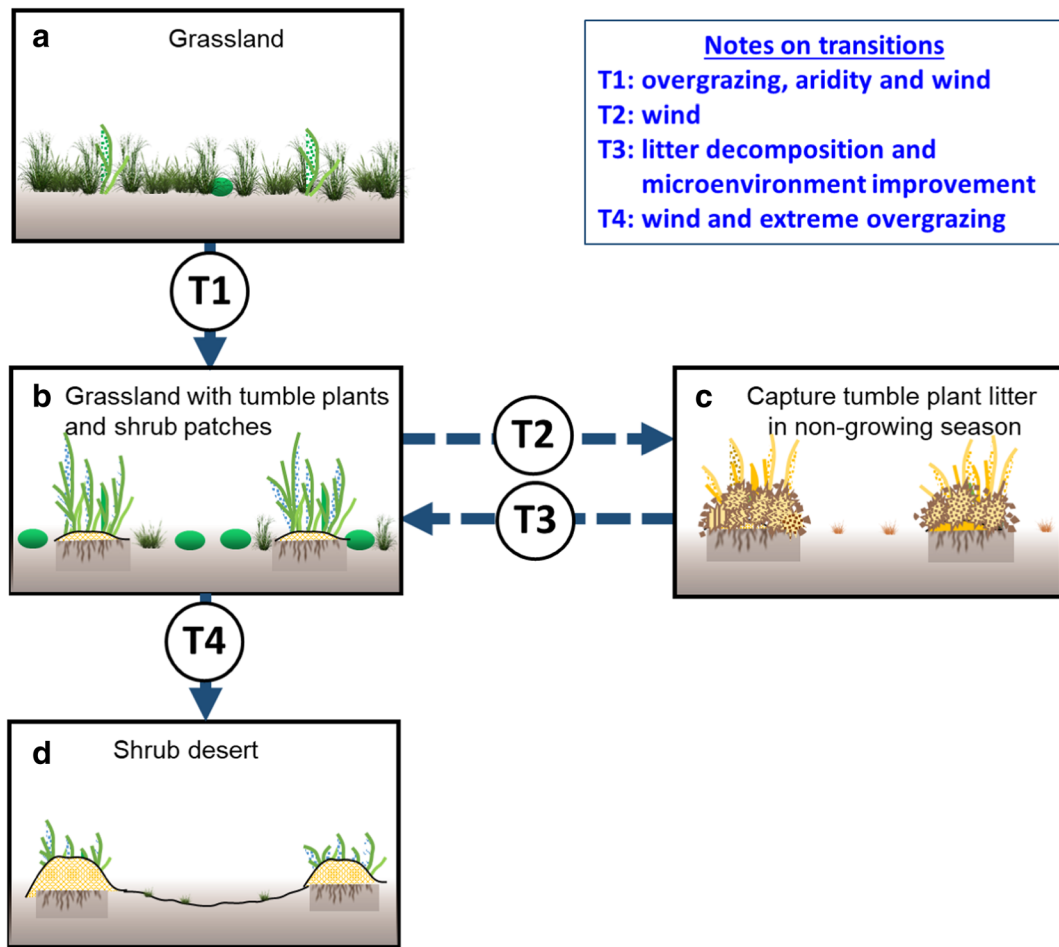 a
Grassland
Notes on transitions
T1: overgrazing, aridity and wind
T2: wind
T3: litter decomposition and
microenvironment improvement
T4: wind and extreme overgrazing
T1
b
Grassland with tumble plants
and shrub patches
T2
T3
c
Capture tumble plant litter
in non-growing season
T4
d
Shrub desert